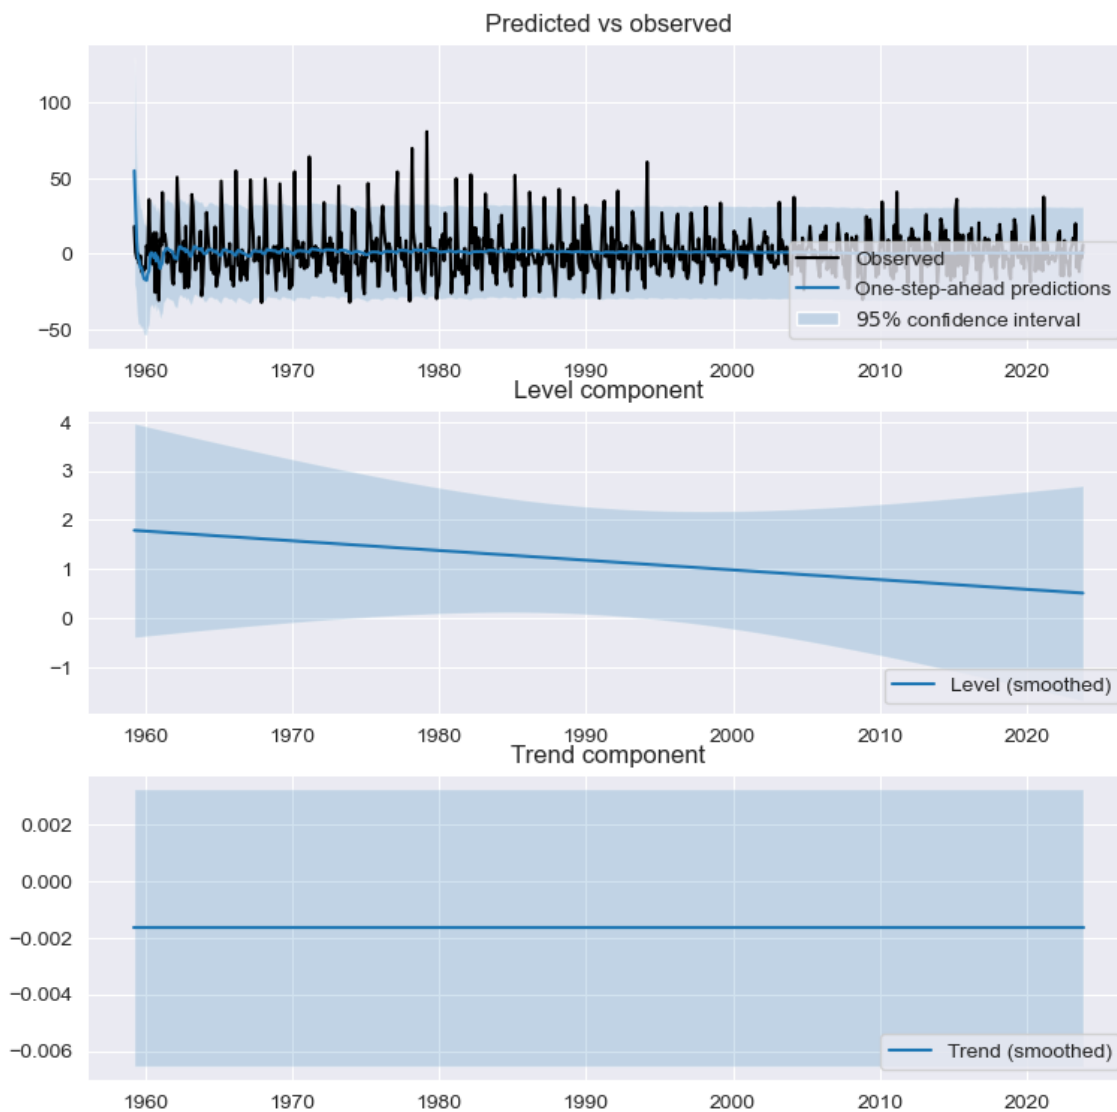 Predicted vs observed
100
50
0
−50
Observed
One-step-ahead predictions
95% confidence interval
1960 1970 1980 1990 2000 2010 2020
Level component
4
3
2
1
0
−1
Level (smoothed)
1960 1970 1980 1990 2000 2010 2020
Trend component
0.002
0.000
−0.002
−0.004
−0.006
Trend (smoothed)
1960 1970 1980 1990 2000 2010 2020